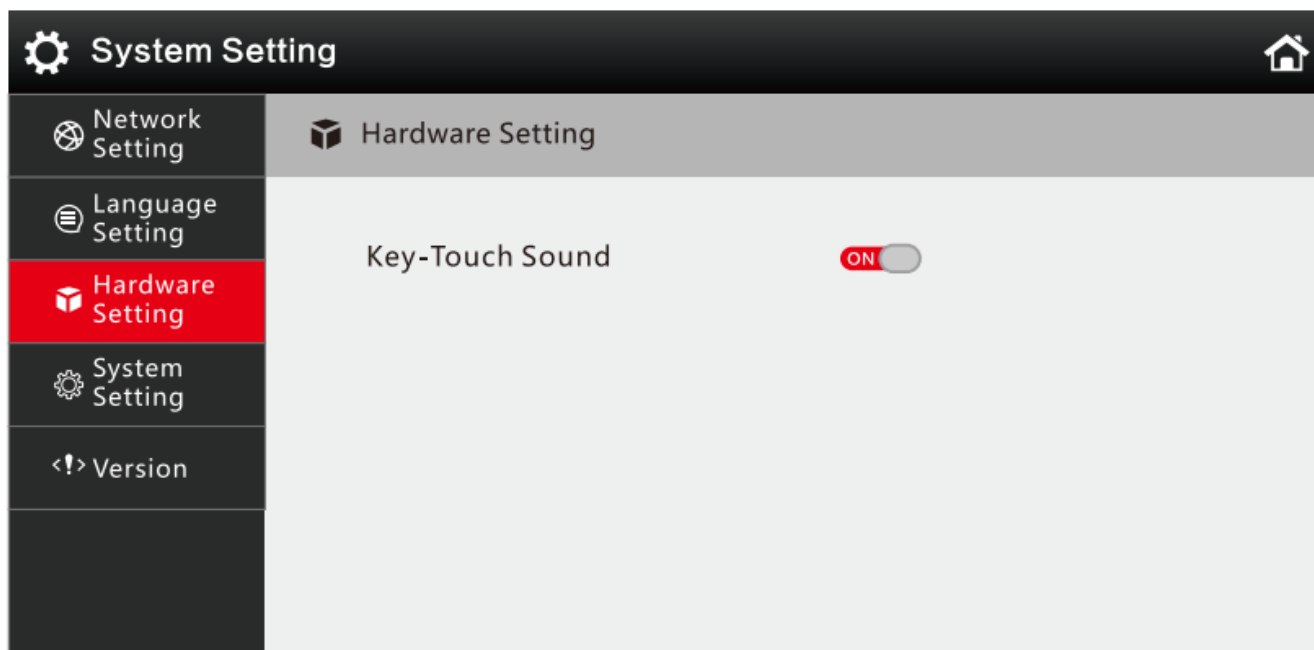 System Setting
Network
Setting
Language
Setting
Hardware
Setting
System
Setting
<!> Version
Hardware Setting
Key-Touch Sound
ON